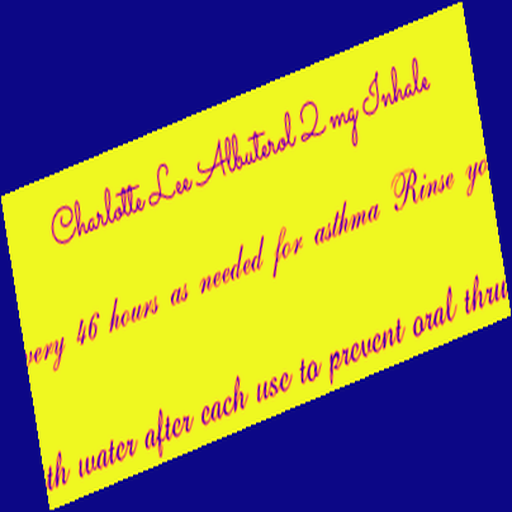 Charlotte Lee Albuterol 2 mg Inhale
very 46 hours as needed for asthma Rinse yo
th water after each use to prevent oral thru